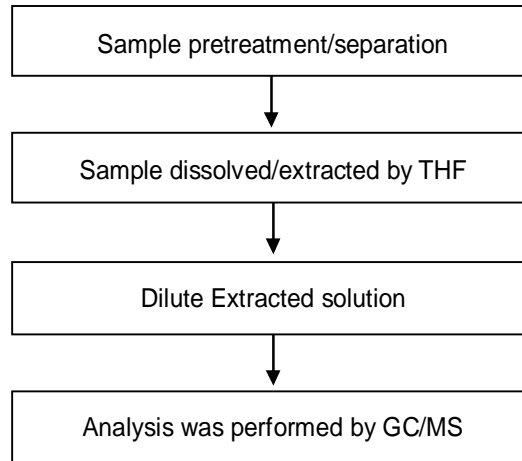 Sample pretreatment/separation
Sample dissolved/extracted by THF
Dilute Extracted solution
Analysis was performed by GC/MS